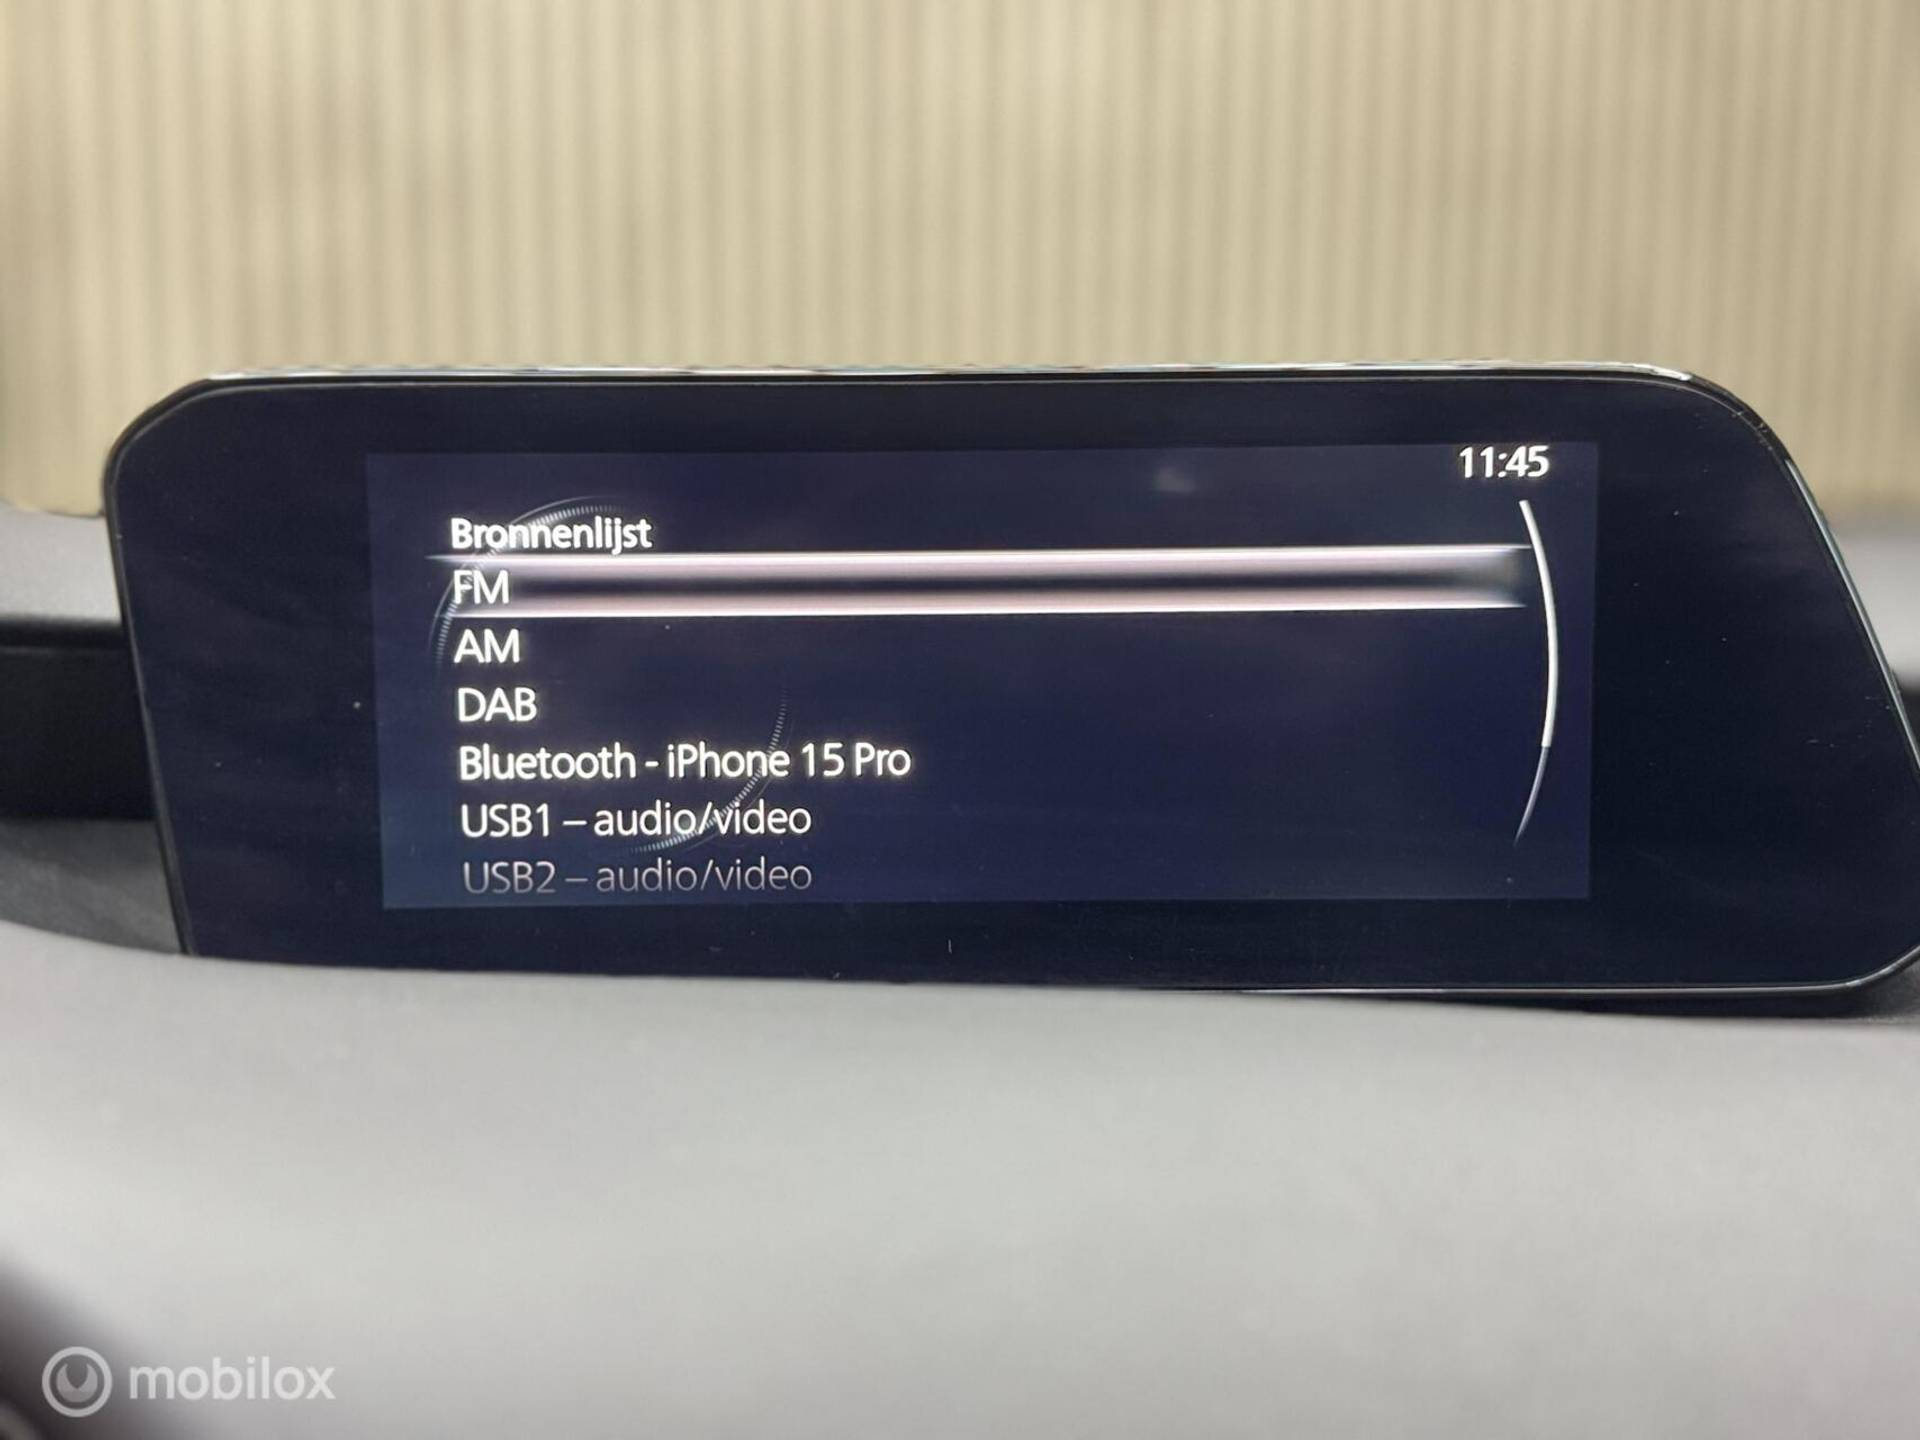 11:45
Bronnenlijst
FM
AM
DAB
Bluetooth - iPhone 15 Pro
USB1 – audio/video
USB2 – audio/video
mobilox